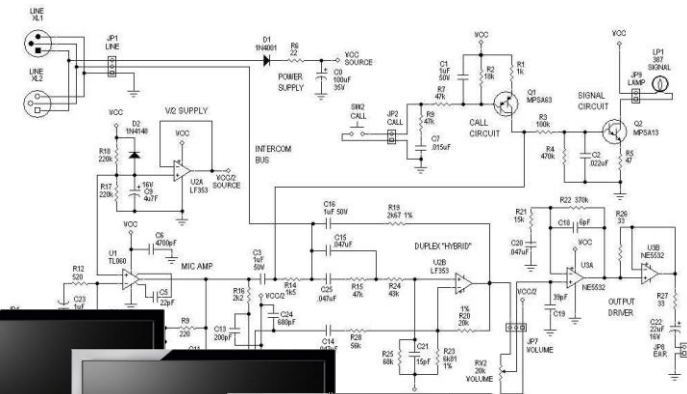 LINE
XL1
LINE
XL2
JP1
LINE
D1
1N4001
R6
22
VCC
SOURCE
POWER
SUPPLY
C0
100uF
35V
C1
1uF
50V
R2
10k
R1
1k
R7
47k
Q1
MPSA63
SW2
CALL
JP2
CALL
R9
47k
C7
.015uF
CALL
CIRCUIT
R3
100k
SIGNAL
CIRCUIT
VCC
LP1
387
SIGNAL
JP9
LAMP
Q2
MPSA13
R4
470k
C2
.022uF
R5
47
V/2 SUPPLY
VCC
D2
1N4148
VCC
R18
220k
R17
220k
16V
C9
4u7F
U2A
LF353
VCC/2
SOURCE
INTERCOM
BUS
C6
4700pF
U1
TL060
MIC AMP
R12
520
C23
1uF
C5
22pF
R9
220
C3
1uF
50V
R16
2k2
C13
200pF
R14
1k5
VCC/2
C24
680pF
C16
1uF 50V
C15
.047uF
C25
.047uF
R15
47k
R24
43k
R19
2k67 1%
DUPLEX "HYBRID"
U2B
LF353
C14
R28
56k
R25
68k
C21
15pF
R23
6k81
1%
1%
R20
20k
RV2
20k
VOLUME
VCC/2
JP7
VOLUME
R21
15k
C20
.047uF
R22 370k
C18
6pF
VCC
U3A
NE5532
39pF
C19
R26
33
U3B
NE5532
OUTPUT
DRIVER
R27
33
C22
22uF
16V
JP8
EAR